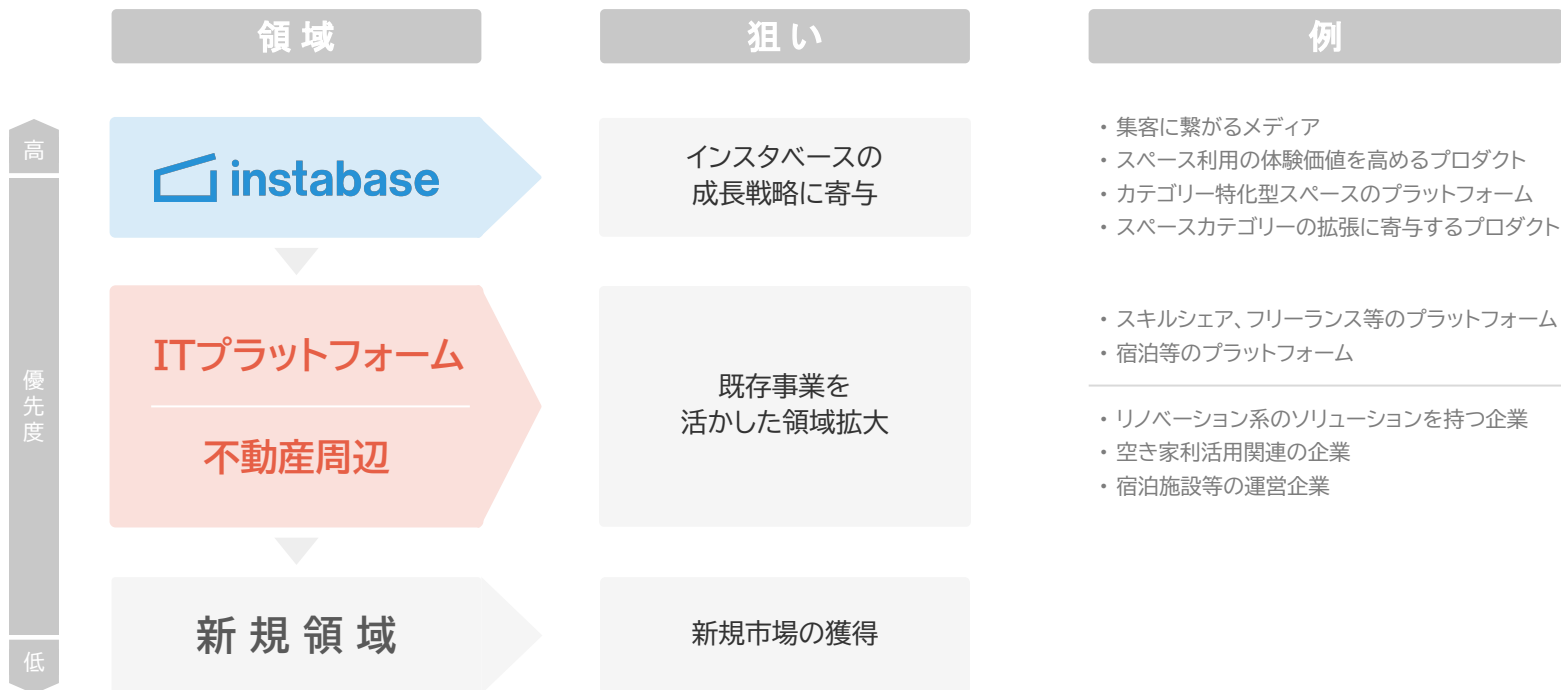 領域
狙い
例
高
優先度
低
instabase
インスタベースの
成長戦略に寄与
・集客に繋がるメディア
・スペース利用の体験価値を高めるプロダクト
・カテゴリー特化型スペースのプラットフォーム
・スペースカテゴリーの拡張に寄与するプロダクト
ITプラットフォーム
不動産周辺
既存事業を
活かした領域拡大
・スキルシェア、フリーランス等のプラットフォーム
・宿泊等のプラットフォーム
・リノベーション系のソリューションを持つ企業
・空き家利活用関連の企業
・宿泊施設等の運営企業
新規領域
新規市場の獲得